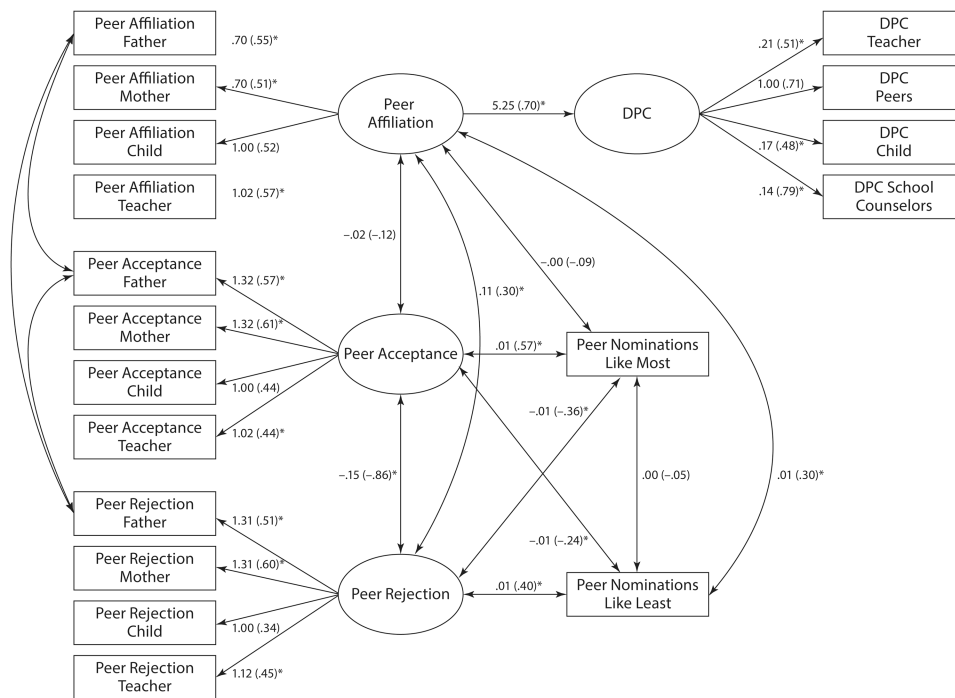 Peer Affiliation
Father
.70 (.55)*
Peer Affiliation
Mother
.70 (.51)*
Peer Affiliation
Child
1.00 (.52)
Peer Affiliation
Teacher
1.02 (.57)*
Peer
Affiliation
5.25 (.70)*
DPC
.21 (.51)*
DPC
Teacher
1.00 (.71)
DPC
Peers
.17 (.48)*
DPC
Child
.14 (.79)*
DPC School
Counselors
–.02 (–.12)
–.00 (–.09)
.11 (.30)*
Peer Acceptance
Father
1.32 (.57)*
Peer Acceptance
Mother
1.32 (.61)*
Peer Acceptance
Child
1.00 (.44)
Peer Acceptance
Teacher
1.02 (.44)*
Peer Acceptance
.01 (.57)*
Peer Nominations
Like Most
–.01 (–.36)*
–.15 (–.86)*
.00 (–.05)
.01 (.30)*
–.01 (–.24)*
Peer Rejection
Father
1.31 (.51)*
Peer Rejection
Mother
1.31 (.60)*
Peer Rejection
Child
1.00 (.34)
Peer Rejection
Teacher
1.12 (.45)*
Peer Rejection
.01 (.40)*
Peer Nominations
Like Least